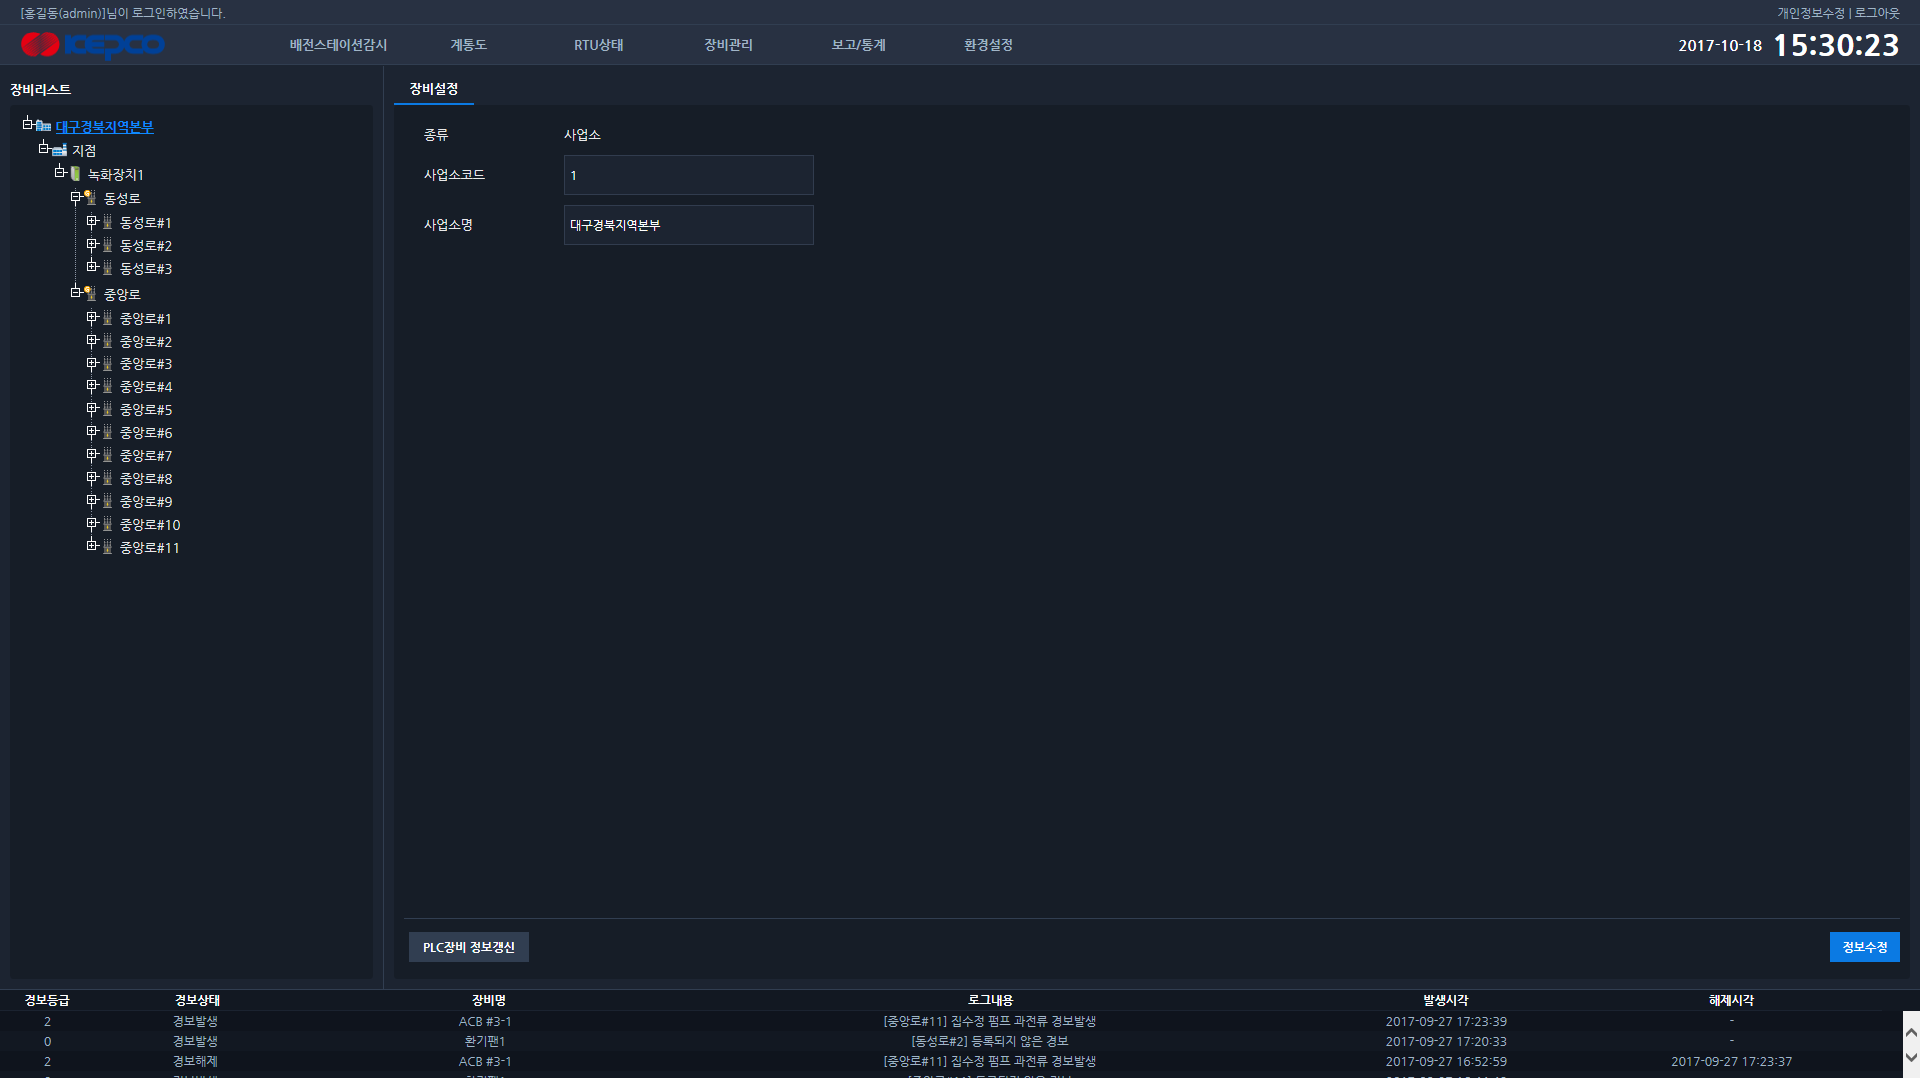 [홍길동(admin)]님이 로그인하였습니다.
개인정보수정 | 로그아웃
KEPCO
배전스테이션감시
계통도
RTU상태
장비관리
보고/통계
환경설정
2017-10-18 15:30:23
장비리스트
대구경북지역본부
지점
녹화장치1
동성로
동성로#1
동성로#2
동성로#3
중앙로
중앙로#1
중앙로#2
중앙로#3
중앙로#4
중앙로#5
중앙로#6
중앙로#7
중앙로#8
중앙로#9
중앙로#10
중앙로#11
장비설정
종류 사업소
사업소코드 1
사업소명 대구경북지역본부
PLC장비 정보갱신
정보수정
경보등급 경보상태 장비명 로그내용 발생시각 해제시각
2 경보발생 ACB #3-1 [중앙로#11] 집수정 펌프 과전류 경보발생 2017-09-27 17:23:39 -
0 경보발생 환기팬1 [동성로#2] 등록되지 않은 경보 2017-09-27 17:20:33 -
2 경보해제 ACB #3-1 [중앙로#11] 집수정 펌프 과전류 경보발생 2017-09-27 16:52:59 2017-09-27 17:23:37